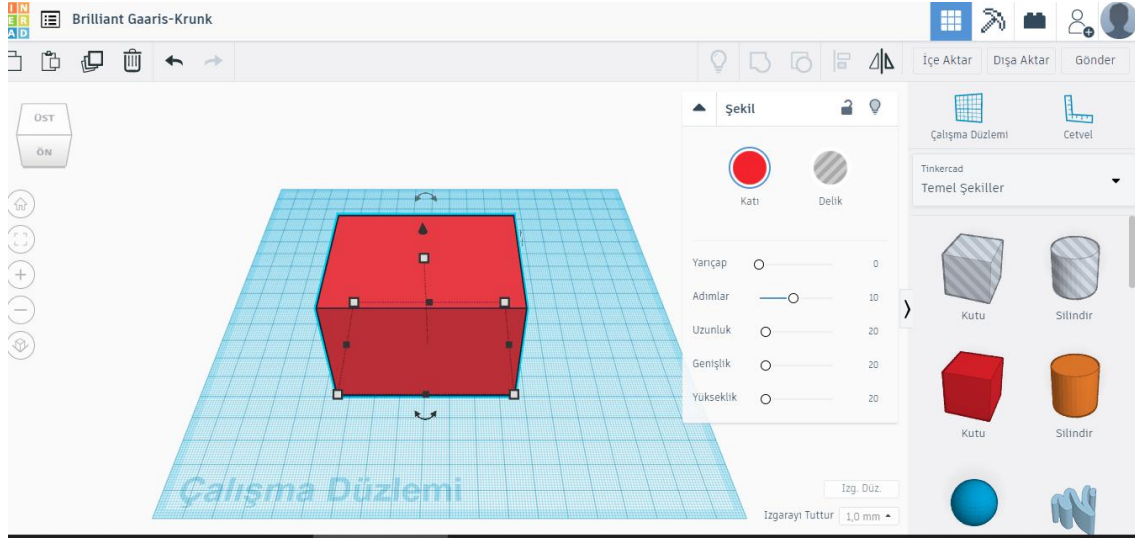 IN
ER
AD
Brilliant Gaaris-Krunk
İçe Aktar
Dışa Aktar
Gönder
ÜST
ÖN
Şekil
Katı
Delik
Yarıçap 0
Adımlar 10
Uzunluk 20
Genişlik 20
Yükseklik 20
Çalışma Düzlemi
Cetvel
Tinkercad
Temel Şekiller
Kutu
Silindir
Kutu
Silindir
Çalışma Düzlemi
Izg. Düz.
Izgarayı Tuttur 1,0 mm